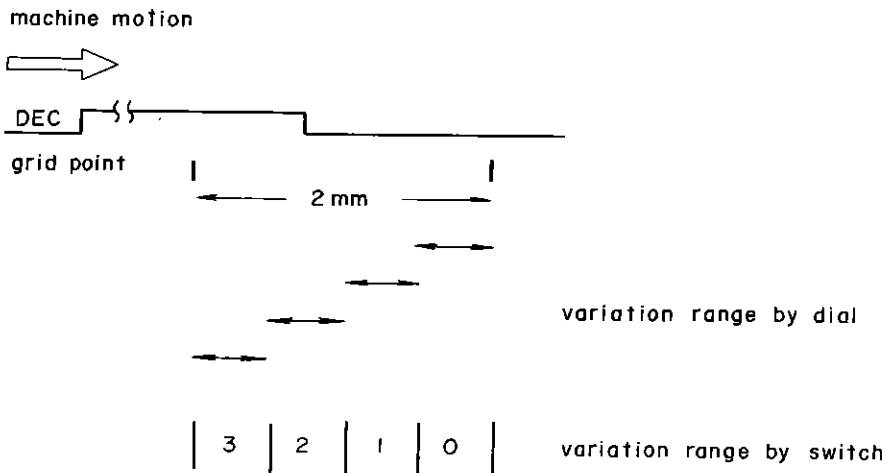 machine motion
DEC
grid point
2 mm
variation range by dial
3 2 1 0
variation range by switch